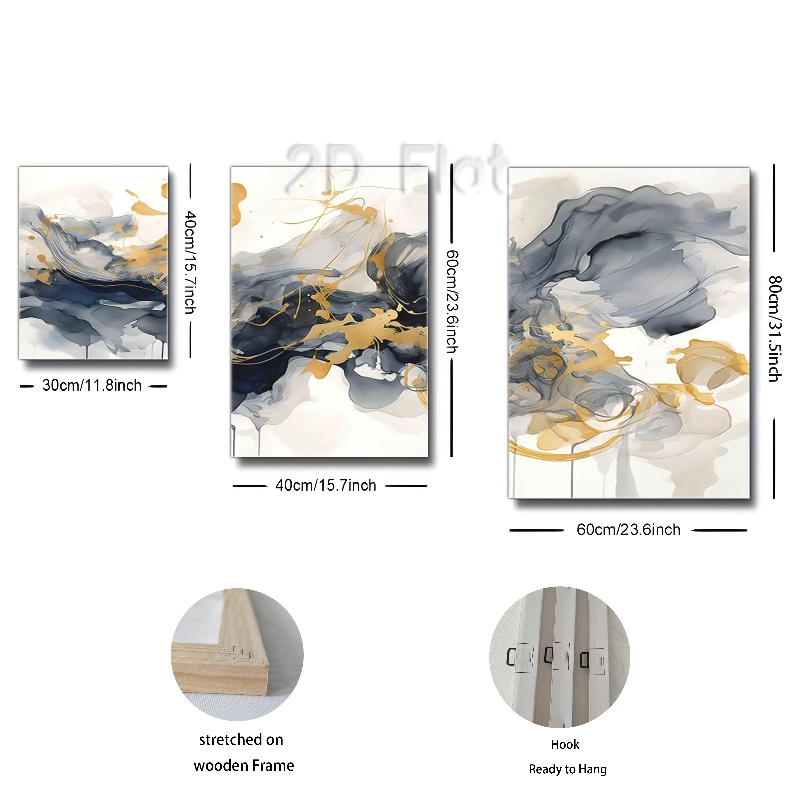 2D Flat
40cm/15.7inch
60cm/23.6inch
80cm/31.5inch
30cm/11.8inch
40cm/15.7inch
60cm/23.6inch
stretched on
wooden Frame
Hook
Ready to Hang